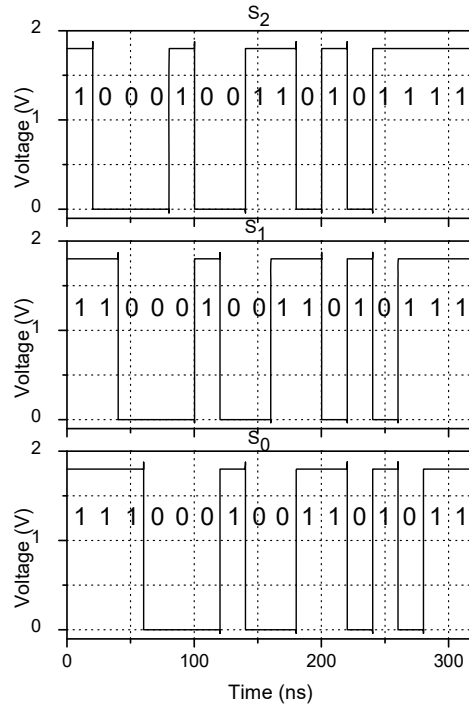 S2
2
1
0
Voltage (V)
1 0 0 0 1 0 0 1 1 0 1 0 1 1 1 1
S1
2
1
0
Voltage (V)
1 1 0 0 0 1 0 0 1 1 0 1 0 1 1 1
S0
2
1
0
Voltage (V)
1 1 1 0 0 0 1 0 0 1 1 0 1 0 1 1
0 100 200 300
Time (ns)